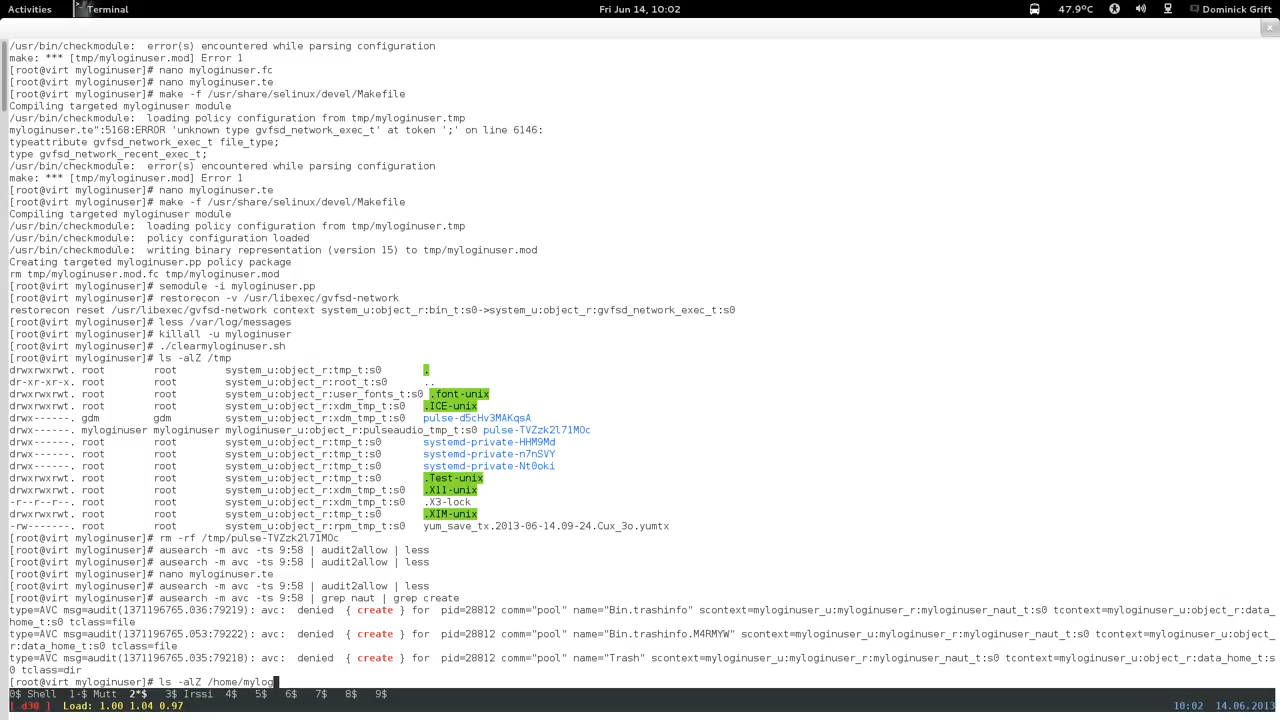 Activities Terminal Fri Jun 14, 10:02 47.9°C Dominick Grift
/usr/bin/checkmodule:  error(s) encountered while parsing configuration
make: *** [tmp/myloginuser.mod] Error 1
[root@virt myloginuser]# nano myloginuser.fc
[root@virt myloginuser]# nano myloginuser.te
[root@virt myloginuser]# make -f /usr/share/selinux/devel/Makefile
Compiling targeted myloginuser module
/usr/bin/checkmodule:  loading policy configuration from tmp/myloginuser.tmp
myloginuser.te":5168:ERROR 'unknown type gvfsd_network_exec_t' at token ';' on line 6146:
typeattribute gvfsd_network_exec_t file_type;
type gvfsd_network_recent_exec_t;
/usr/bin/checkmodule:  error(s) encountered while parsing configuration
make: *** [tmp/myloginuser.mod] Error 1
[root@virt myloginuser]# nano myloginuser.te
[root@virt myloginuser]# make -f /usr/share/selinux/devel/Makefile
Compiling targeted myloginuser module
/usr/bin/checkmodule:  loading policy configuration from tmp/myloginuser.tmp
/usr/bin/checkmodule:  policy configuration loaded
/usr/bin/checkmodule:  writing binary representation (version 15) to tmp/myloginuser.mod
Creating targeted myloginuser.pp policy package
rm tmp/myloginuser.mod.fc tmp/myloginuser.mod
[root@virt myloginuser]# semodule -i myloginuser.pp
[root@virt myloginuser]# restorecon -v /usr/libexec/gvfsd-network
restorecon reset /usr/libexec/gvfsd-network context system_u:object_r:bin_t:s0->system_u:object_r:gvfsd_network_exec_t:s0
[root@virt myloginuser]# less /var/log/messages
[root@virt myloginuser]# killall -u myloginuser
[root@virt myloginuser]# ./clearmyloginuser.sh
[root@virt myloginuser]# ls -alZ /tmp
drwxrwxrwt. root        root        system_u:object_r:tmp_t:s0       .
dr-xr-xr-x. root        root        system_u:object_r:root_t:s0      ..
drwxrwxrwt. root        root        system_u:object_r:user_fonts_t:s0 .font-unix
drwxrwxrwt. root        root        system_u:object_r:xdm_tmp_t:s0   .ICE-unix
drwx------. gdm         gdm         system_u:object_r:xdm_tmp_t:s0   pulse-d5cHv3MAKqsA
drwx------. myloginuser myloginuser myloginuser_u:object_r:pulseaudio_tmp_t:s0 pulse-TVZzk2l71MOc
drwx------. root        root        system_u:object_r:tmp_t:s0       systemd-private-HHM9Md
drwx------. root        root        system_u:object_r:tmp_t:s0       systemd-private-n7nSVY
drwx------. root        root        system_u:object_r:tmp_t:s0       systemd-private-Nt0oki
drwxrwxrwt. root        root        system_u:object_r:tmp_t:s0       .Test-unix
drwxrwxrwt. root        root        system_u:object_r:xdm_tmp_t:s0   .X11-unix
-r--r--r--. root        root        system_u:object_r:xdm_tmp_t:s0   .X3-lock
drwxrwxrwt. root        root        system_u:object_r:tmp_t:s0       .XIM-unix
-rw-------. root        root        system_u:object_r:rpm_tmp_t:s0   yum_save_tx.2013-06-14.09-24.Cux_3o.yumtx
[root@virt myloginuser]# rm -rf /tmp/pulse-TVZzk2l71MOc
[root@virt myloginuser]# ausearch -m avc -ts 9:58 | audit2allow | less
[root@virt myloginuser]# ausearch -m avc -ts 9:58 | audit2allow | less
[root@virt myloginuser]# nano myloginuser.te
[root@virt myloginuser]# ausearch -m avc -ts 9:58 | audit2allow | less
[root@virt myloginuser]# ausearch -m avc -ts 9:58 | grep naut | grep create
type=AVC msg=audit(1371196765.036:79219): avc:  denied  { create } for  pid=28812 comm="pool" name="Bin.trashinfo" scontext=myloginuser_u:myloginuser_r:myloginuser_naut_t:s0 tcontext=myloginuser_u:object_r:data_
home_t:s0 tclass=file
type=AVC msg=audit(1371196765.053:79222): avc:  denied  { create } for  pid=28812 comm="pool" name="Bin.trashinfo.M4RMYW" scontext=myloginuser_u:myloginuser_r:myloginuser_naut_t:s0 tcontext=myloginuser_u:object_
r:data_home_t:s0 tclass=file
type=AVC msg=audit(1371196765.035:79218): avc:  denied  { create } for  pid=28812 comm="pool" name="Trash" scontext=myloginuser_u:myloginuser_r:myloginuser_naut_t:s0 tcontext=myloginuser_u:object_r:data_home_t:s
0 tclass=dir
[root@virt myloginuser]# ls -alZ /home/mylog
0$ Shell  1-$ Mutt  2*$  3$ Irssi  4$  5$  6$  7$  8$  9$
[ d30 ]  Load: 1.00 1.04 0.97 10:02  14.06.2013